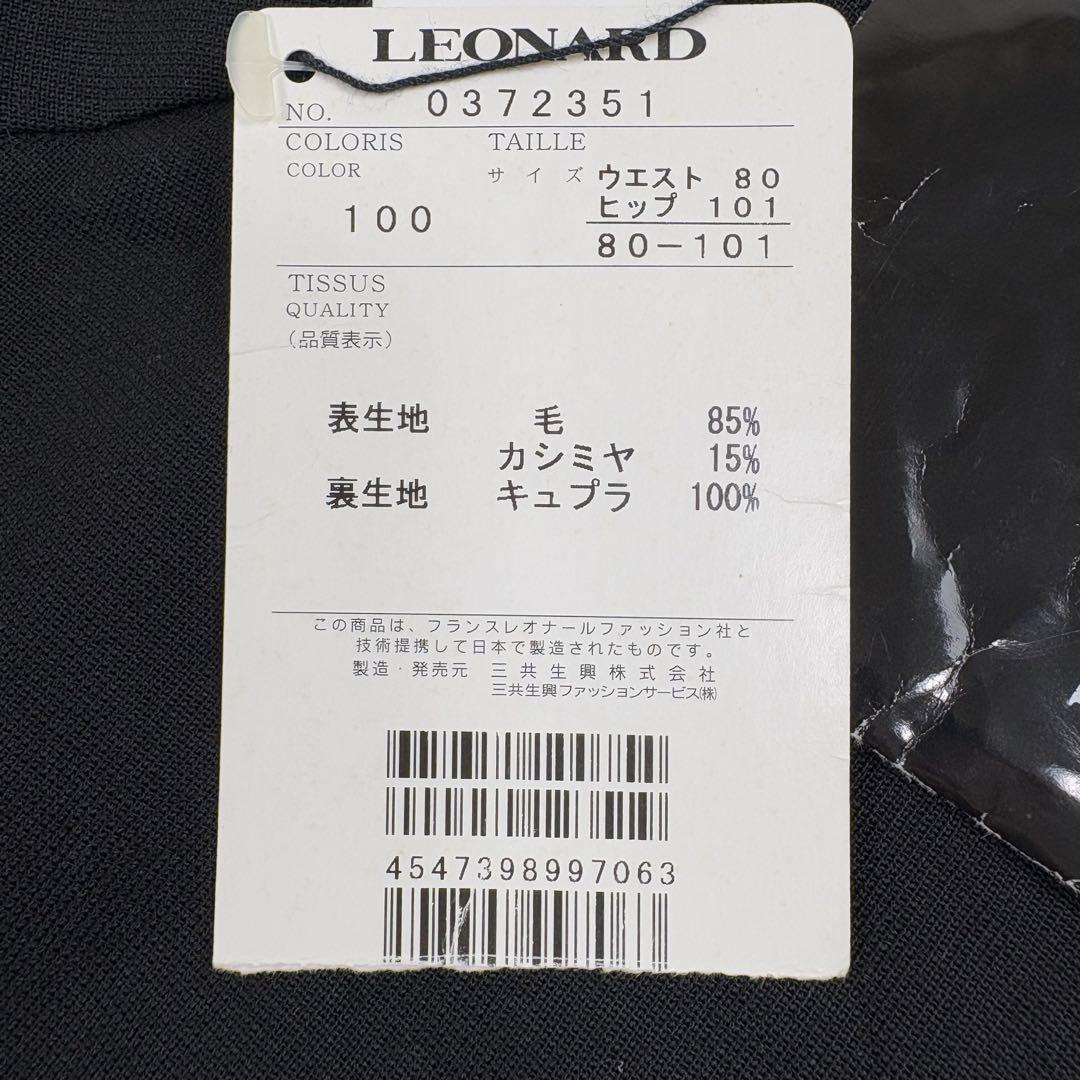 LEONARD
NO. 0372351
COLORIS TAILLE
COLOR サイズ ウエスト 80
ヒップ 101
100 80-101
TISSUS
QUALITY
(品質表示)
表生地 毛 85%
カシミヤ 15%
裏生地 キュプラ 100%
この商品は、フランスレオナールファッション社と
技術提携して日本で製造されたものです。
製造・発売元 三共生興株式会社
三共生興ファッションサービス㈱
4547398997063